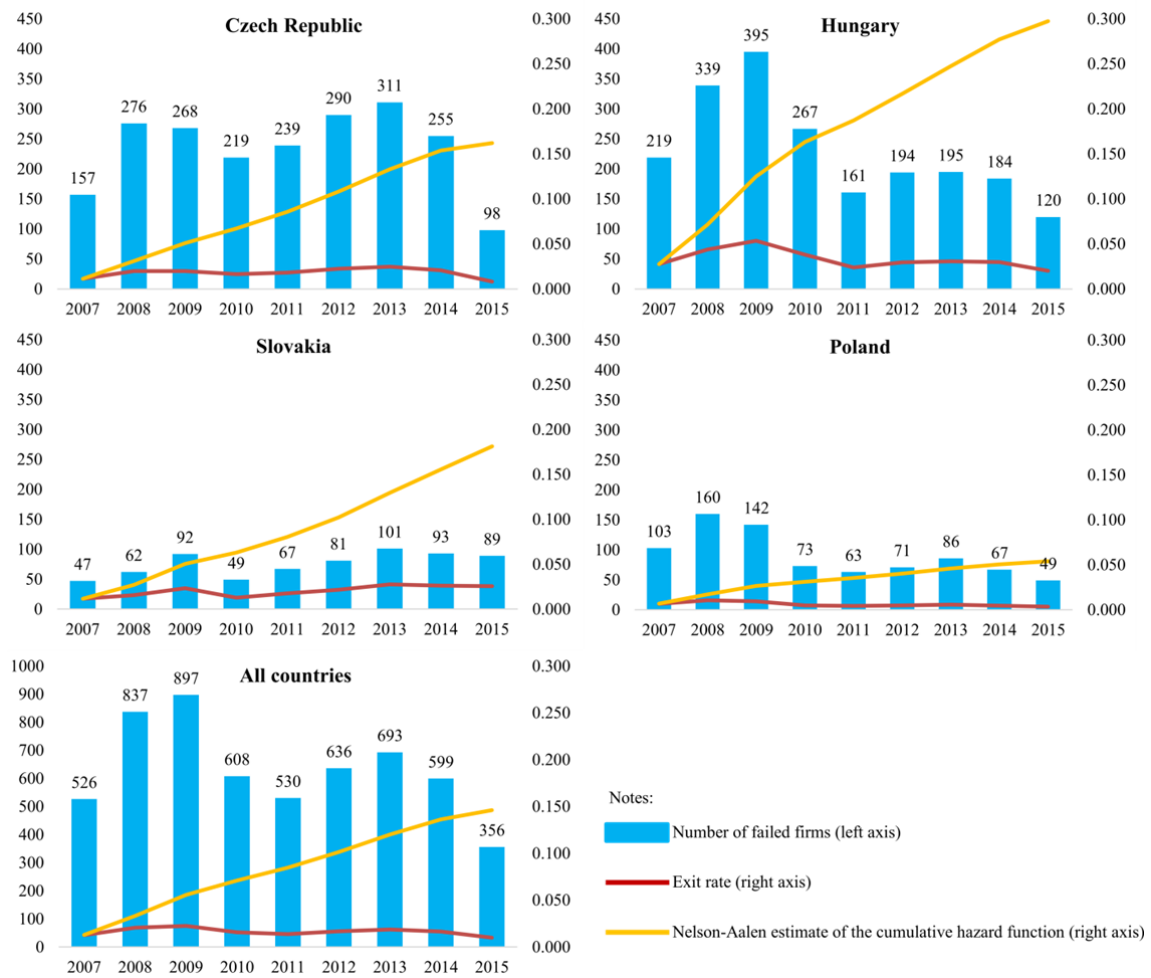 Czech Republic
450 400 350 300 250 200 150 100 50 0
157 276 268 219 239 290 311 255 98
0.300 0.250 0.200 0.150 0.100 0.050 0.000
2007 2008 2009 2010 2011 2012 2013 2014 2015
Hungary
450 400 350 300 250 200 150 100 50 0
219 339 395 267 161 194 195 184 120
0.300 0.250 0.200 0.150 0.100 0.050 0.000
2007 2008 2009 2010 2011 2012 2013 2014 2015
Slovakia
450 400 350 300 250 200 150 100 50 0
47 62 92 49 67 81 101 93 89
0.300 0.250 0.200 0.150 0.100 0.050 0.000
2007 2008 2009 2010 2011 2012 2013 2014 2015
Poland
450 400 350 300 250 200 150 100 50 0
103 160 142 73 63 71 86 67 49
0.300 0.250 0.200 0.150 0.100 0.050 0.000
2007 2008 2009 2010 2011 2012 2013 2014 2015
All countries
1000 900 800 700 600 500 400 300 200 100 0
526 837 897 608 530 636 693 599 356
0.300 0.250 0.200 0.150 0.100 0.050 0.000
2007 2008 2009 2010 2011 2012 2013 2014 2015
Notes:
Number of failed firms (left axis)
Exit rate (right axis)
Nelson-Aalen estimate of the cumulative hazard function (right axis)